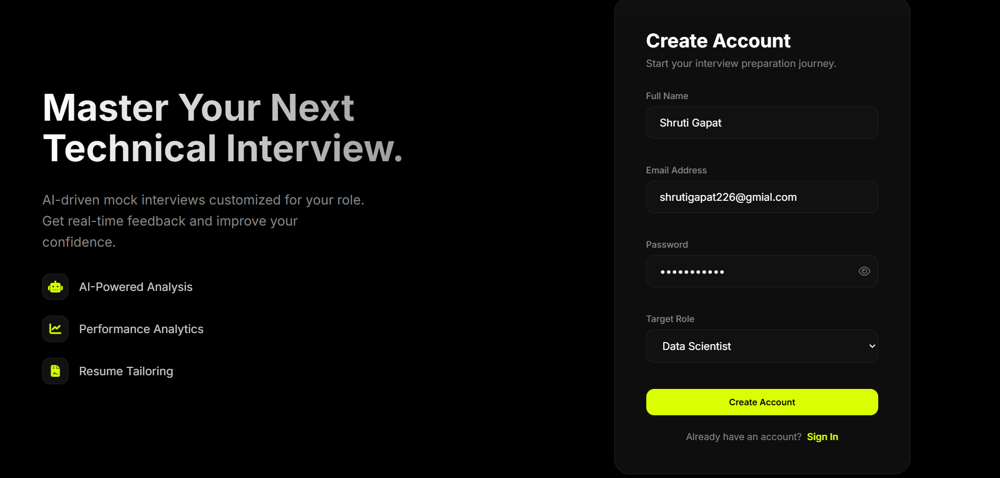 Master Your Next
Technical Interview.
AI-driven mock interviews customized for your role.
Get real-time feedback and improve your
confidence.
AI-Powered Analysis
Performance Analytics
Resume Tailoring
Create Account
Start your interview preparation journey.
Full Name
Shruti Gapat
Email Address
shrutigapat226@gmial.com
Password
•••••••••••
Target Role
Data Scientist
Create Account
Already have an account? Sign In